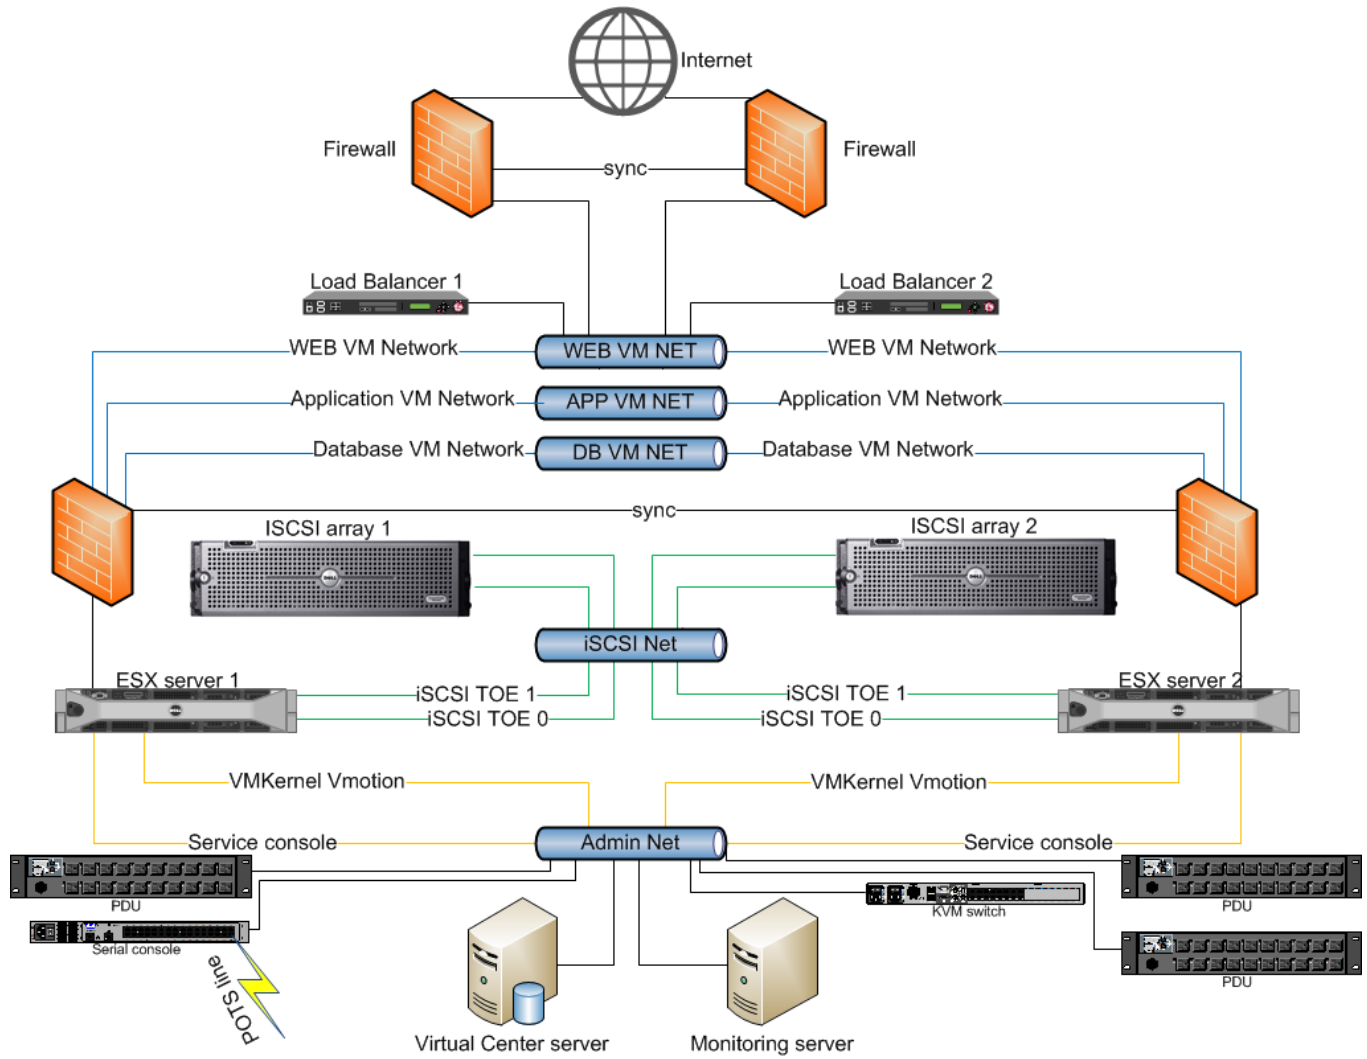 Internet
Firewall
Firewall
sync
Load Balancer 1
Load Balancer 2
WEB VM Network
WEB VM NET
WEB VM Network
Application VM Network
APP VM NET
Application VM Network
Database VM Network
DB VM NET
Database VM Network
sync
ISCSI array 1
ISCSI array 2
DELL
DELL
iSCSI Net
ESX server 1
iSCSI TOE 1
iSCSI TOE 1
ESX server 2
iSCSI TOE 0
iSCSI TOE 0
VMKernel Vmotion
VMKernel Vmotion
Service console
Admin Net
Service console
PDU
KVM switch
PDU
Serial console
POTS line
PDU
Virtual Center server
Monitoring server